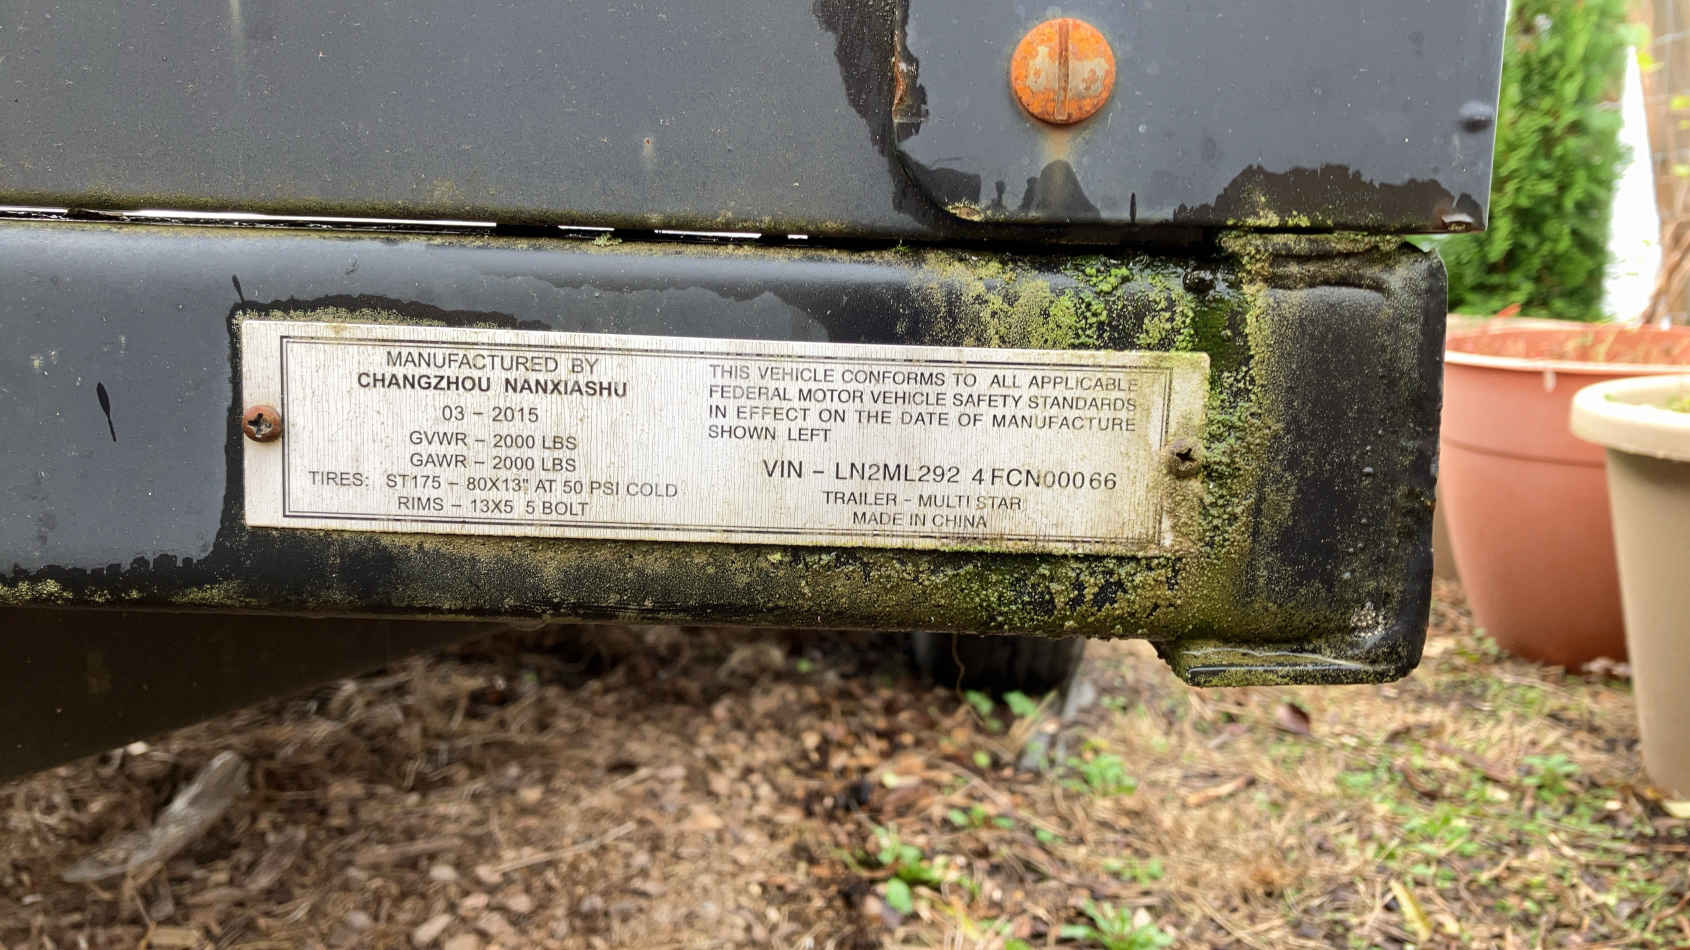 MANUFACTURED BY
CHANGZHOU NANXIASHU
03 - 2015
GVWR - 2000 LBS
GAWR - 2000 LBS
TIRES: ST175 - 80X13" AT 50 PSI COLD
RIMS - 13X5 5 BOLT
THIS VEHICLE CONFORMS TO ALL APPLICABLE
FEDERAL MOTOR VEHICLE SAFETY STANDARDS
IN EFFECT ON THE DATE OF MANUFACTURE
SHOWN LEFT
VIN - LN2ML292 4FCN00066
TRAILER - MULTI STAR
MADE IN CHINA